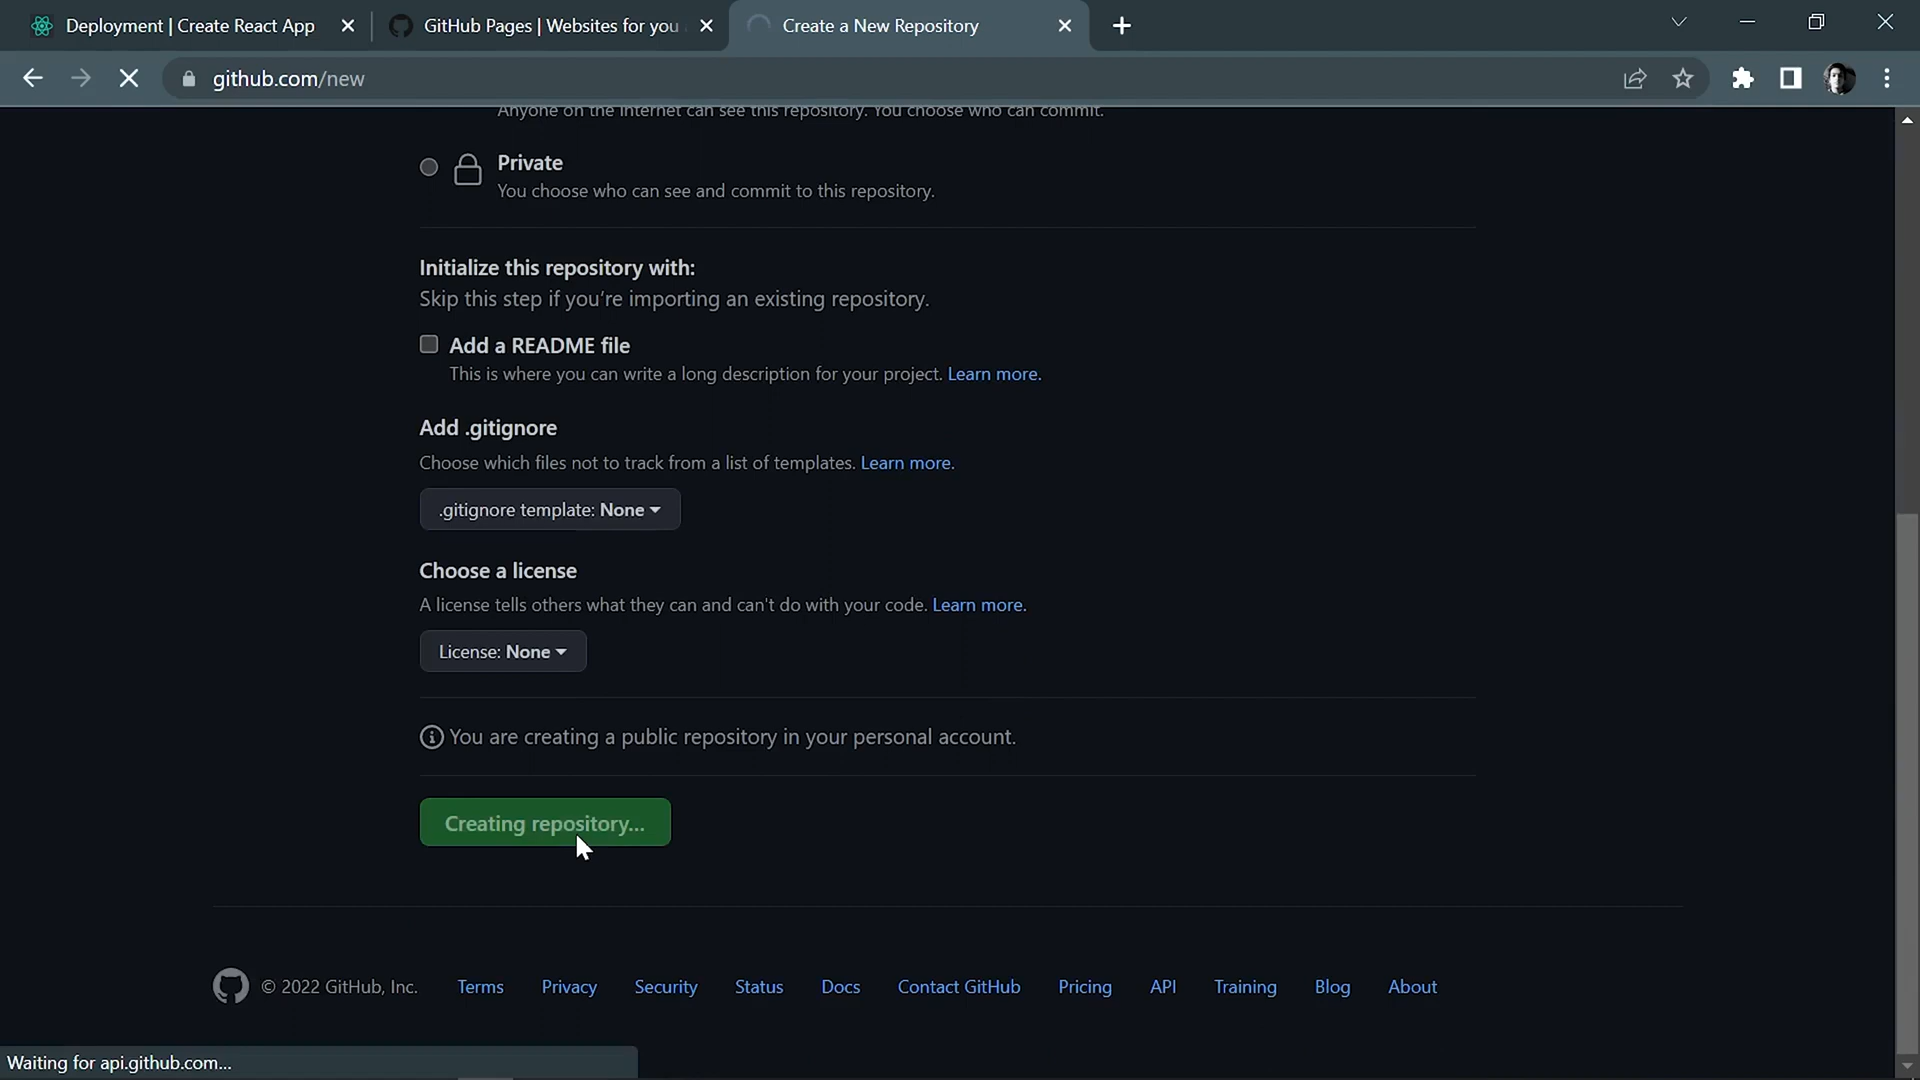 Deployment | Create React App
GitHub Pages | Websites for you
Create a New Repository
github.com/new
Anyone on the internet can see this repository. You choose who can commit.
Private
You choose who can see and commit to this repository.
Initialize this repository with:
Skip this step if you're importing an existing repository.
Add a README file
This is where you can write a long description for your project. Learn more.
Add .gitignore
Choose which files not to track from a list of templates. Learn more.
.gitignore template: None
Choose a license
A license tells others what they can and can't do with your code. Learn more.
License: None
You are creating a public repository in your personal account.
Creating repository...
© 2022 GitHub, Inc. Terms Privacy Security Status Docs Contact GitHub Pricing API Training Blog About
Waiting for api.github.com...